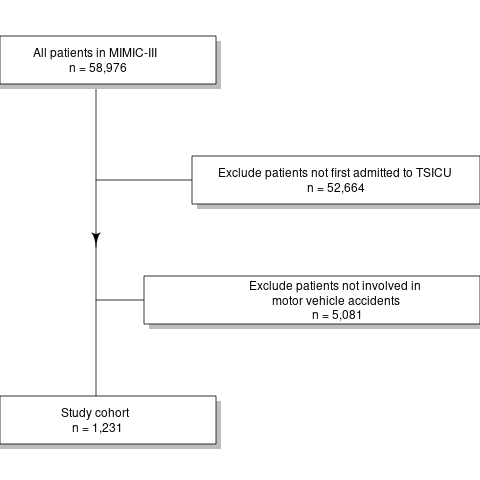 All patients in MIMIC-III
n = 58,976
Exclude patients not first admitted to TSICU
n = 52,664
Exclude patients not involved in
motor vehicle accidents
n = 5,081
Study cohort
n = 1,231